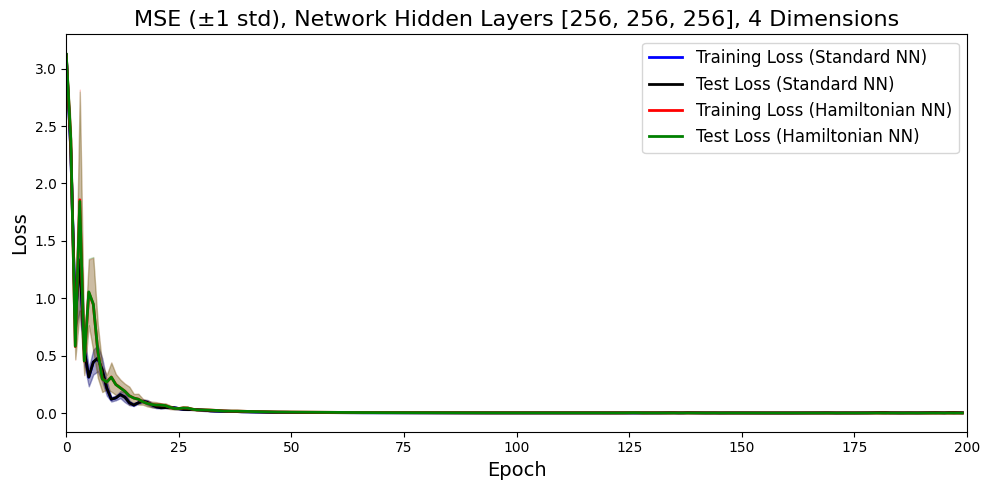 MSE (±1 std), Network Hidden Layers [256, 256, 256], 4 Dimensions
Training Loss (Standard NN)
Test Loss (Standard NN)
Training Loss (Hamiltonian NN)
Test Loss (Hamiltonian NN)
Loss
3.0
2.5
2.0
1.5
1.0
0.5
0.0
0 25 50 75 100 125 150 175 200
Epoch